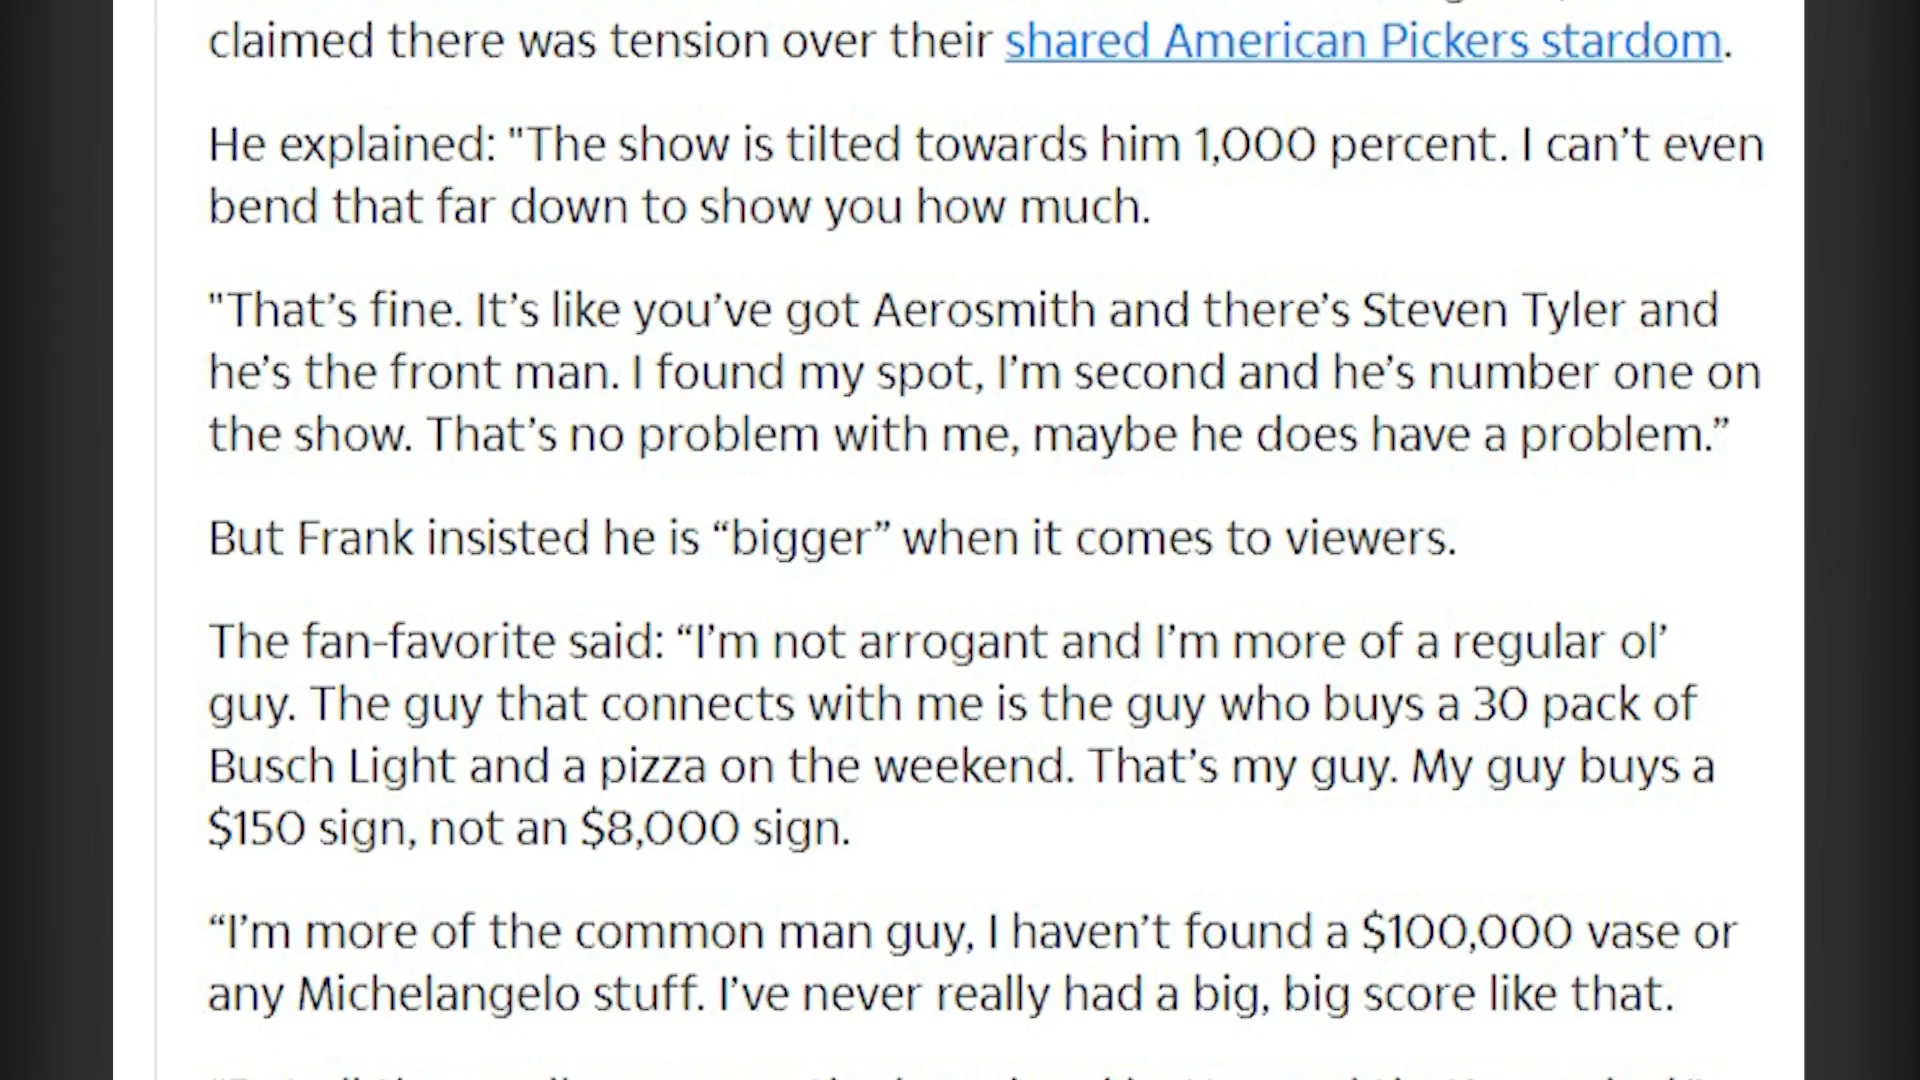 claimed there was tension over their shared American Pickers stardom.
He explained: "The show is tilted towards him 1,000 percent. I can’t even
bend that far down to show you how much.
"That’s fine. It’s like you’ve got Aerosmith and there’s Steven Tyler and
he’s the front man. I found my spot, I’m second and he’s number one on
the show. That’s no problem with me, maybe he does have a problem.”
But Frank insisted he is “bigger” when it comes to viewers.
The fan-favorite said: “I’m not arrogant and I’m more of a regular ol’
guy. The guy that connects with me is the guy who buys a 30 pack of
Busch Light and a pizza on the weekend. That’s my guy. My guy buys a
$150 sign, not an $8,000 sign.
“I’m more of the common man guy, I haven’t found a $100,000 vase or
any Michelangelo stuff. I’ve never really had a big, big score like that.